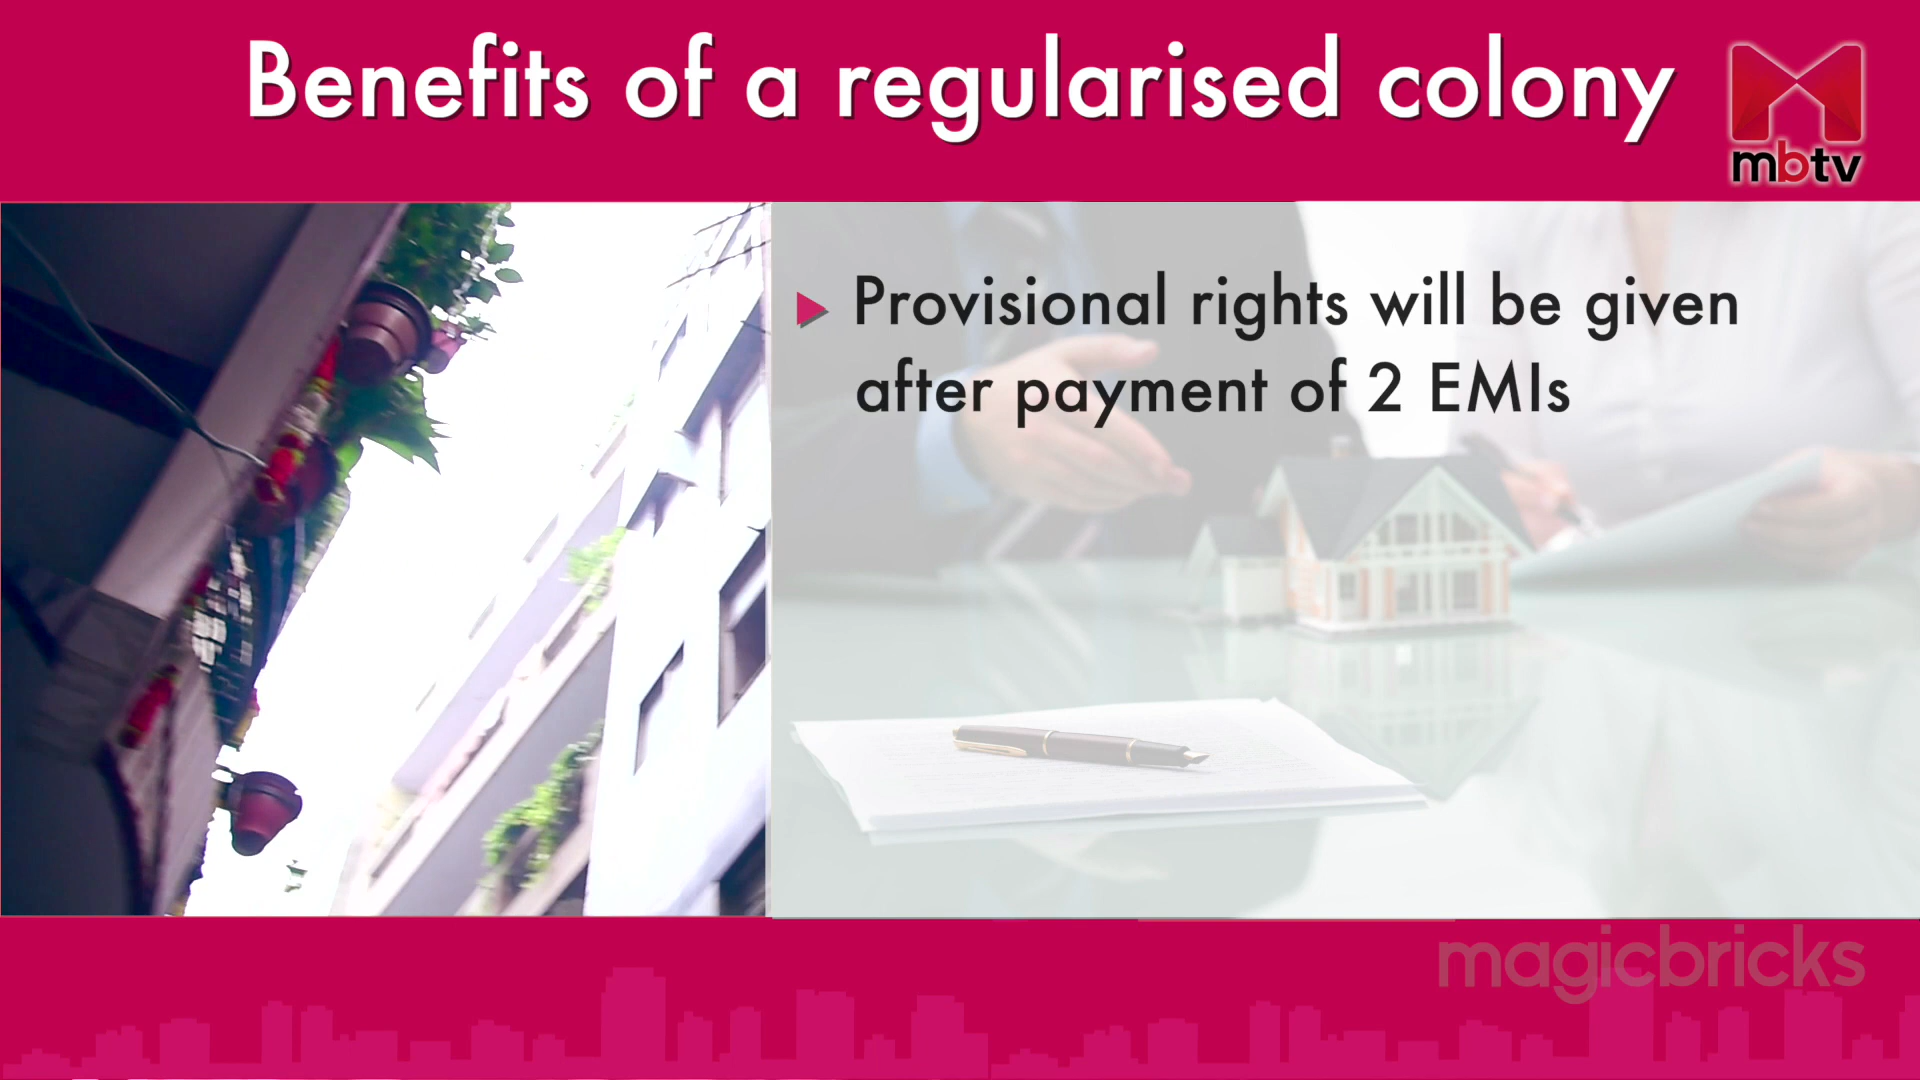 Benefits of a regularised colony
mbtv
Provisional rights will be given
after payment of 2 EMIs
magicbricks